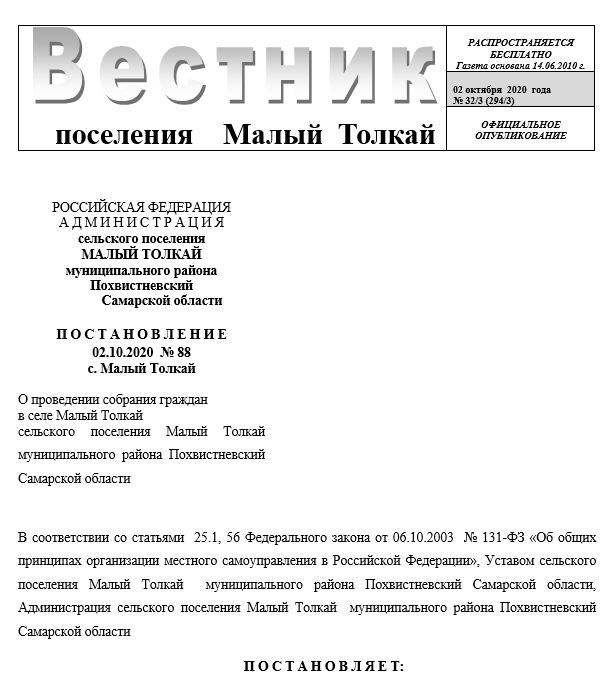 Вестник
поселения Малый Толкай
РАСПРОСТРАНЯЕТСЯ
БЕСПЛАТНО
Газета основана 14.06.2010 г.
02 октября 2020 года
№ 32/3 (294/3)
ОФИЦИАЛЬНОЕ
ОПУБЛИКОВАНИЕ
РОССИЙСКАЯ ФЕДЕРАЦИЯ
А Д М И Н И С Т Р А Ц И Я
сельского поселения
МАЛЫЙ ТОЛКАЙ
муниципального района
Похвистневский
Самарской области
П О С Т А Н О В Л Е Н И Е
02.10.2020 № 88
с. Малый Толкай
О проведении собрания граждан
в селе Малый Толкай
сельского поселения Малый Толкай
муниципального района Похвистневский
Самарской области
В соответствии со статьями 25.1, 56 Федерального закона от 06.10.2003 № 131-ФЗ «Об общих
принципах организации местного самоуправления в Российской Федерации», Уставом сельского
поселения Малый Толкай муниципального района Похвистневский Самарской области,
Администрация сельского поселения Малый Толкай муниципального района Похвистневский
Самарской области
П О С Т А Н О В Л Я Е Т: